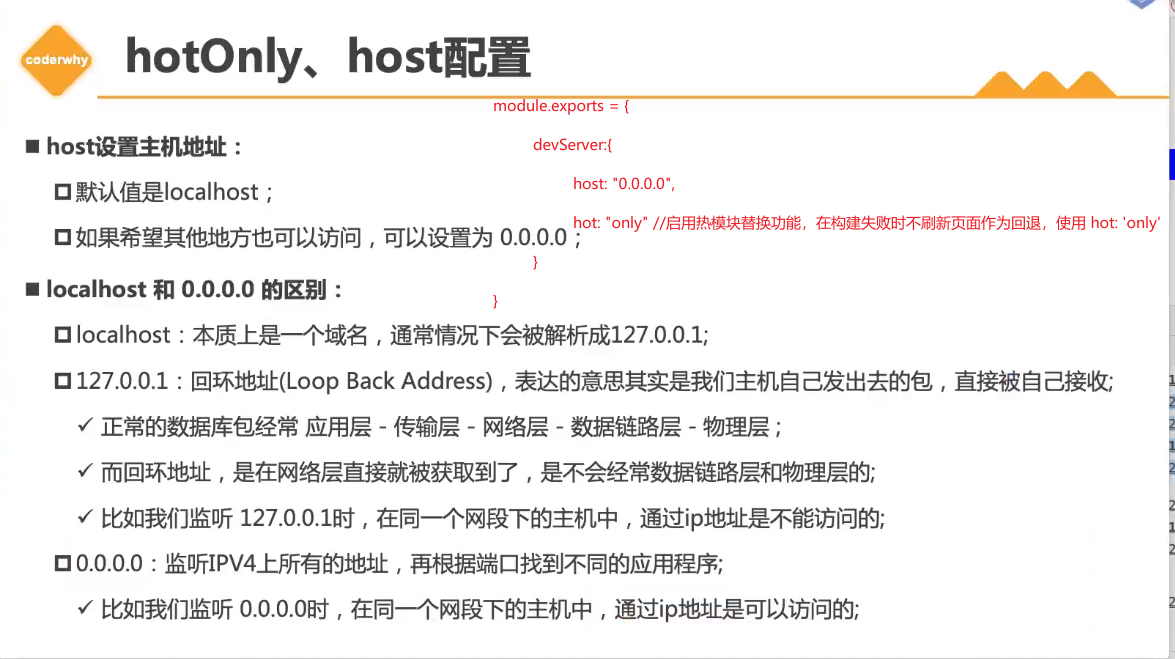 coderwhy
hotOnly、host配置
module.exports = {
devServer:{
host: "0.0.0.0",
hot: "only" //启用热模块替换功能，在构建失败时不刷新页面作为回退，使用 hot: 'only'
}
}
■ host设置主机地址：
默认值是localhost；
如果希望其他地方也可以访问，可以设置为 0.0.0.0；
■ localhost 和 0.0.0.0 的区别：
localhost：本质上是一个域名，通常情况下会被解析成127.0.0.1;
127.0.0.1：回环地址(Loop Back Address)，表达的意思其实是我们主机自己发出去的包，直接被自己接收;
✓ 正常的数据库包经常 应用层 - 传输层 - 网络层 - 数据链路层 - 物理层；
✓ 而回环地址，是在网络层直接就被获取到了，是不会经常数据链路层和物理层的;
✓ 比如我们监听 127.0.0.1时，在同一个网段下的主机中，通过ip地址是不能访问的;
0.0.0.0：监听IPV4上所有的地址，再根据端口找到不同的应用程序;
✓ 比如我们监听 0.0.0.0时，在同一个网段下的主机中，通过ip地址是可以访问的;